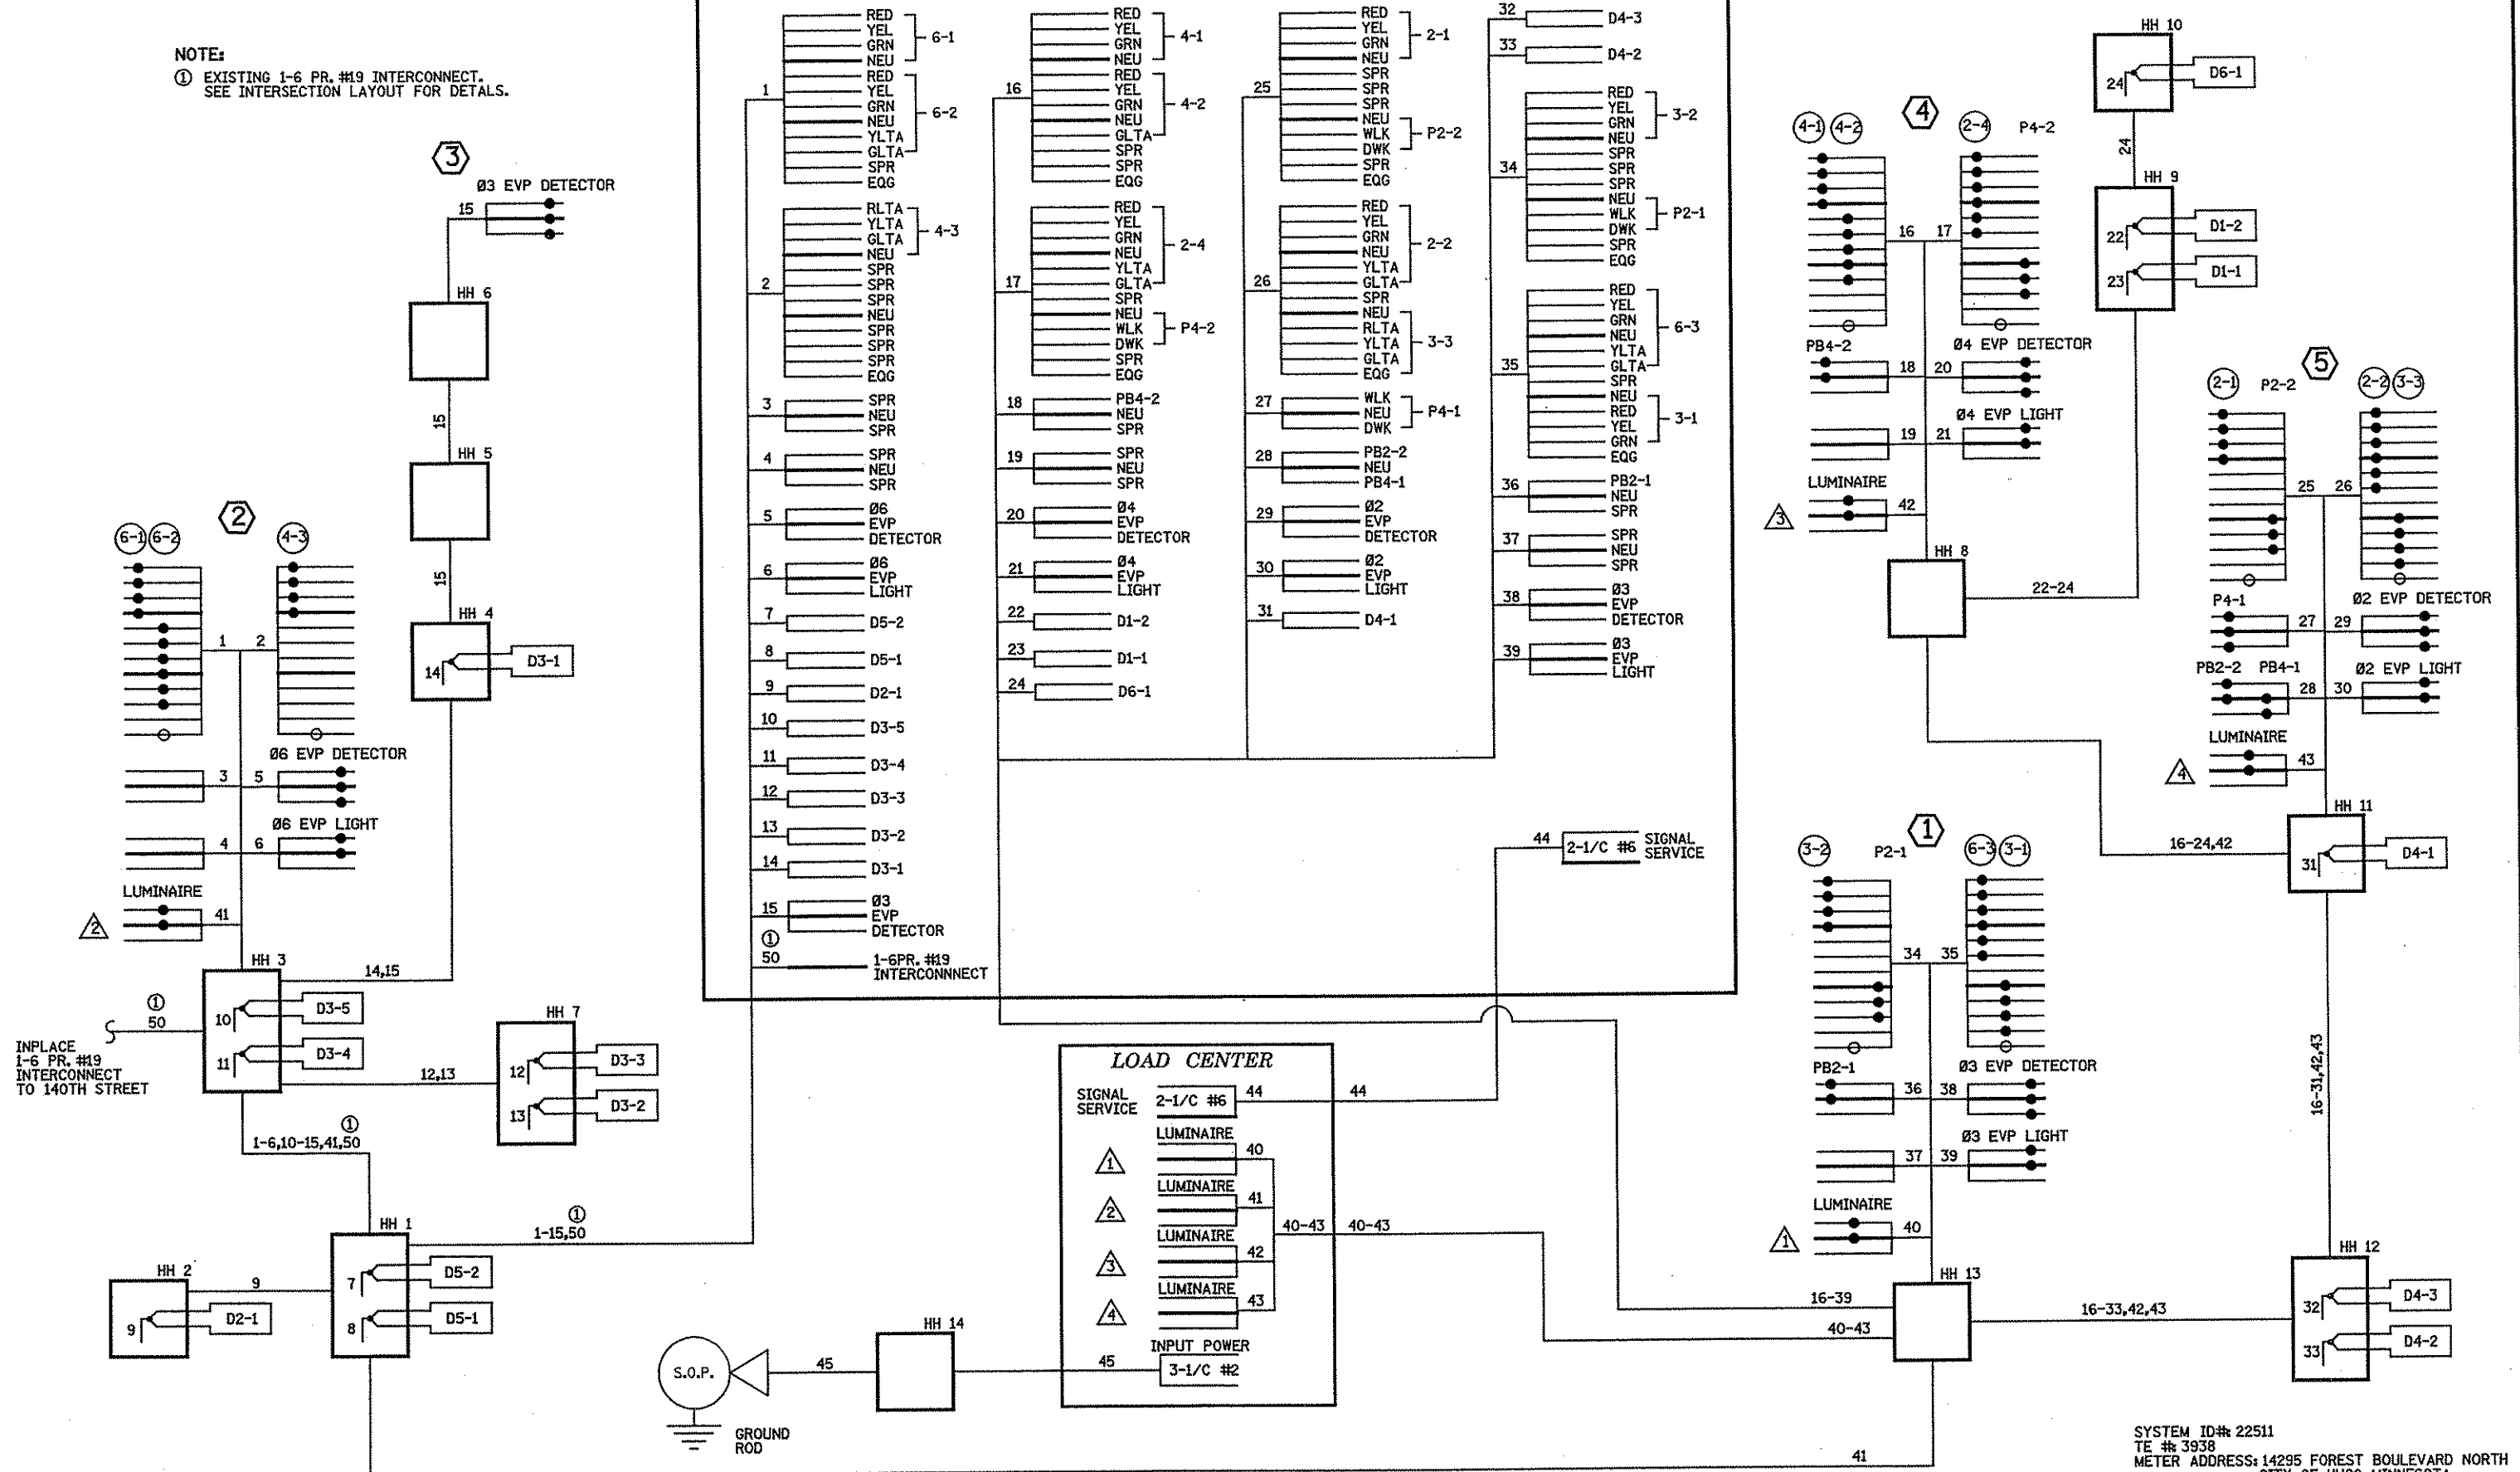 NOTE:
① EXISTING 1-6 PR. #19 INTERCONNECT.
SEE INTERSECTION LAYOUT FOR DETALS.
3
Ø3 EVP DETECTOR
15
HH 6
15
HH 5
15
HH 4
14
D3-1
2
6-1 6-2 4-3
1 2
Ø6 EVP DETECTOR
3 5
Ø6 EVP LIGHT
4 6
LUMINAIRE
2
41
HH 3
14,15
10 D3-5
11 D3-4
① 50
INPLACE
1-6 PR. #19
INTERCONNECT
TO 140TH STREET
HH 7
12,13
12 D3-3
13 D3-2
①
1-6,10-15,41,50
HH 1
①
1-15,50
7 D5-2
8 D5-1
HH 2
9
9 D2-1
1
RED
YEL
GRN
NEU
6-1
RED
YEL
GRN
NEU
YLTA
GLTA
6-2
SPR
EQG
2
RLTA
YLTA
GLTA
NEU
4-3
SPR
SPR
SPR
NEU
SPR
SPR
SPR
EQG
3
SPR
NEU
SPR
4
SPR
NEU
SPR
5
Ø6
EVP
DETECTOR
6
Ø6
EVP
LIGHT
7 D5-2
8 D5-1
9 D2-1
10 D3-5
11 D3-4
12 D3-3
13 D3-2
14 D3-1
15
Ø3
EVP
DETECTOR
①
50
1-6PR. #19
INTERCONNNECT
16
RED
YEL
GRN
NEU
4-1
RED
YEL
GRN
NEU
GLTA
4-2
SPR
SPR
EQG
17
RED
YEL
GRN
NEU
YLTA
GLTA
2-4
SPR
NEU
WLK
DWK
P4-2
SPR
EQG
18
PB4-2
NEU
SPR
19
SPR
NEU
SPR
20
Ø4
EVP
DETECTOR
21
Ø4
EVP
LIGHT
22 D1-2
23 D1-1
24 D6-1
25
RED
YEL
GRN
NEU
2-1
SPR
SPR
SPR
NEU
WLK
DWK
P2-2
SPR
EQG
26
RED
YEL
GRN
NEU
YLTA
GLTA
2-2
SPR
NEU
RLTA
YLTA
GLTA
EQG
3-3
27
WLK
NEU
DWK
P4-1
28
PB2-2
NEU
PB4-1
29
Ø2
EVP
DETECTOR
30
Ø2
EVP
LIGHT
31 D4-1
32 D4-3
33 D4-2
34
RED
YEL
GRN
NEU
3-2
SPR
SPR
SPR
NEU
WLK
DWK
P2-1
SPR
EQG
35
RED
YEL
GRN
NEU
YLTA
GLTA
6-3
SPR
NEU
RED
YEL
GRN
3-1
EQG
36
PB2-1
NEU
SPR
37
SPR
NEU
SPR
38
Ø3
EVP
DETECTOR
39
Ø3
EVP
LIGHT
44 2-1/C #6 SIGNAL
SERVICE
LOAD CENTER
SIGNAL
SERVICE
2-1/C #6 44 44
LUMINAIRE
1 40
LUMINAIRE
2 41
40-43 40-43
LUMINAIRE
3 42
LUMINAIRE
4 43
INPUT POWER
45 3-1/C #2
HH 14
45
S.O.P.
GROUND
ROD
HH 10
24 D6-1
24
HH 9
22 D1-2
23 D1-1
4
4-1 4-2 2-4 P4-2
16 17
PB4-2 Ø4 EVP DETECTOR
18 20
Ø4 EVP LIGHT
19 21
LUMINAIRE
3
42
HH 8
22-24
5
2-1 P2-2 2-2 3-3
25 26
P4-1 Ø2 EVP DETECTOR
27 29
PB2-2 PB4-1 Ø2 EVP LIGHT
28 30
LUMINAIRE
4
43
HH 11
16-24,42
31 D4-1
1
3-2 P2-1 6-3 3-1
34 35
PB2-1 Ø3 EVP DETECTOR
36 38
Ø3 EVP LIGHT
37 39
LUMINAIRE
1
40
16-31,42,43
HH 13
16-39
40-43
16-33,42,43
HH 12
32 D4-3
33 D4-2
41
SYSTEM ID#: 22511
TE #: 3938
METER ADDRESS: 14295 FOREST BOULEVARD NORTH